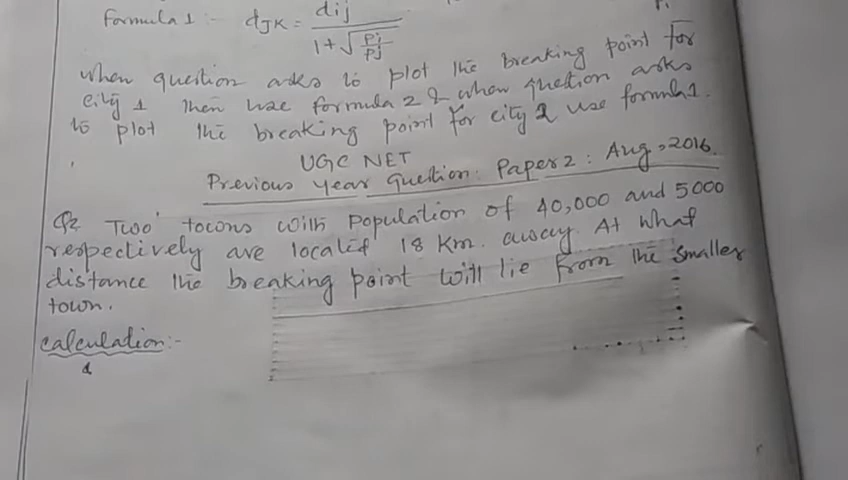 Formula 1 :- dJK = dij / 1+√Pi/Pj
When question asks to plot the breaking point for
city 1 then use formula 2 & when question asks
to plot the breaking point for city 2 use formula 1.
UGC NET
Previous year Question: Paper 2: Aug, 2016.
Q2 Two towns with population of 40,000 and 5000
respectively are located 18 Km. away. At what
distance the breaking point will lie from the smaller
town.
Calculation:-